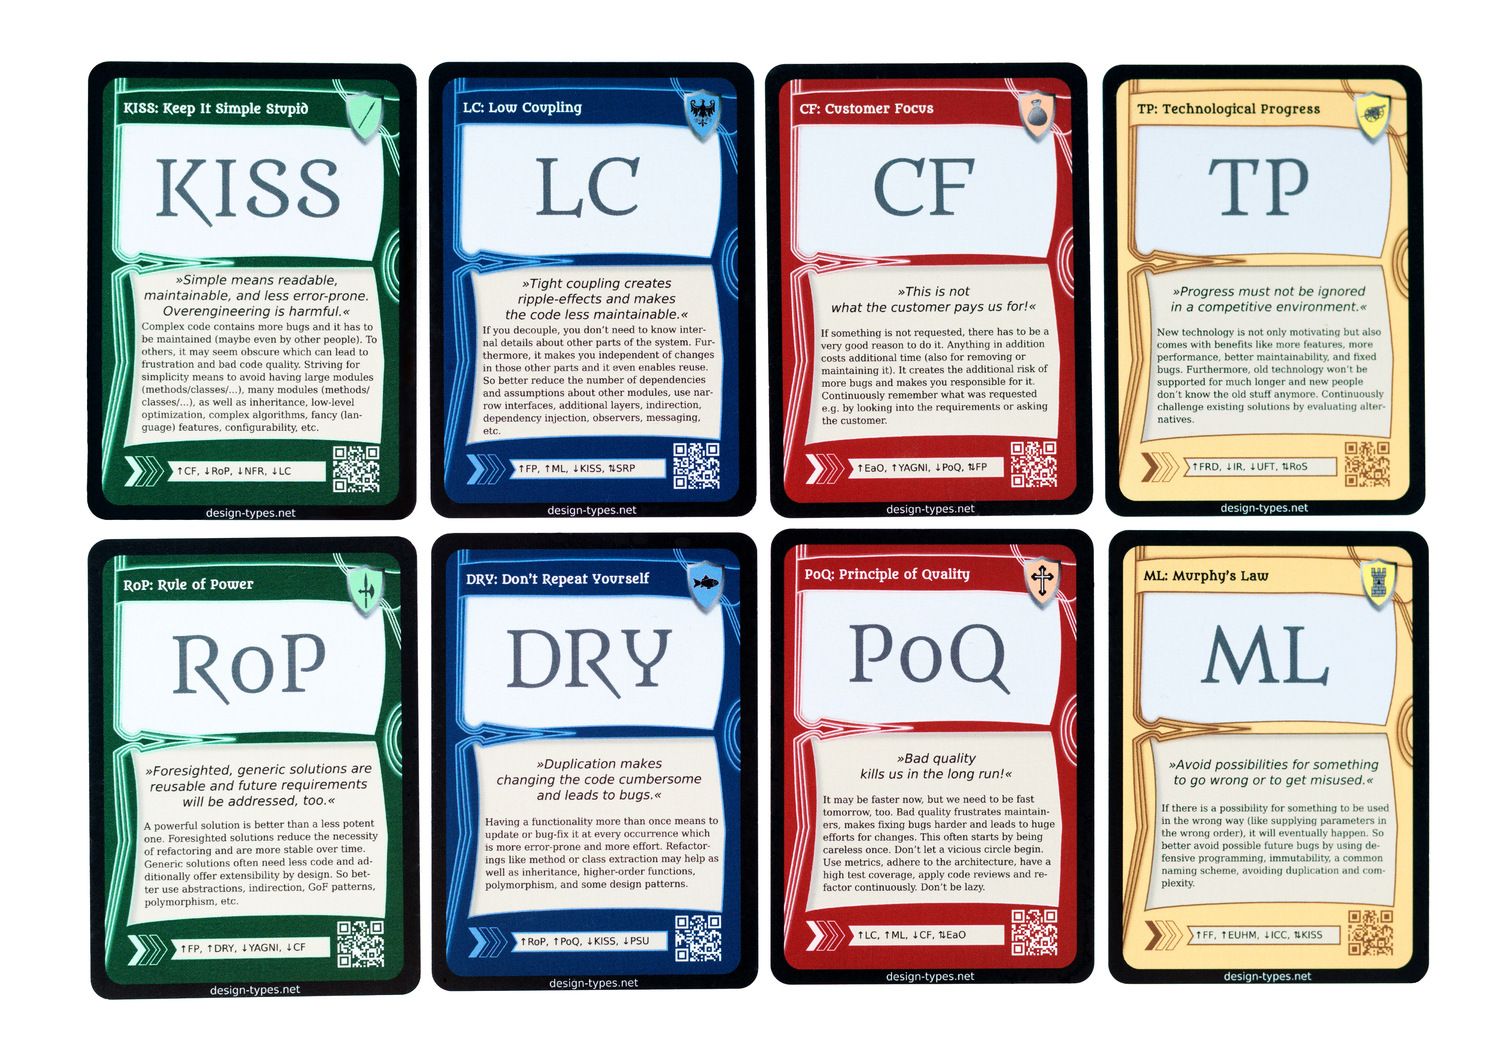 KISS: Keep It Simple Stupid
KISS
»Simple means readable,
maintainable, and less error-prone.
Overengineering is harmful.«
Complex code contains more bugs and it has to
be maintained (maybe even by other people). To
others, it may seem obscure which can lead to
frustration and bad code quality. Striving for
simplicity means to avoid having large modules
(methods/classes/...), many modules (methods/
classes/...), as well as inheritance, low-level
optimization, complex algorithms, fancy (lan-
guage) features, configurability, etc.
↑CF, ↓RoP, ↓NFR, ↓LC
design-types.net
LC: Low Coupling
LC
»Tight coupling creates
ripple-effects and makes
the code less maintainable.«
If you decouple, you don't need to know inter-
nal details about other parts of the system. Fur-
thermore, it makes you independent of changes
in those other parts and it even enables reuse.
So better reduce the number of dependencies
and assumptions about other modules, use nar-
row interfaces, additional layers, indirection,
dependency injection, observers, messaging,
etc.
↑FP, ↑ML, ↓KISS, ⇅SRP
design-types.net
CF: Customer Focus
CF
»This is not
what the customer pays us for!«
If something is not requested, there has to be a
very good reason to do it. Anything in addition
costs additional time (also for removing or
maintaining it). It creates the additional risk of
more bugs and makes you responsible for it.
Continuously remember what was requested
e.g. by looking into the requirements or asking
the customer.
↑EaO, ↑YAGNI, ↓PoQ, ⇅FP
design-types.net
TP: Technological Progress
TP
»Progress must not be ignored
in a competitive environment.«
New technology is not only motivating but also
comes with benefits like more features, more
performance, better maintainability, and fixed
bugs. Furthermore, old technology won't be
supported for much longer and new people
don't know the old stuff anymore. Continuously
challenge existing solutions by evaluating alter-
natives.
↑FRD, ↓IR, ↓UFT, ⇅RoS
design-types.net
RoP: Rule of Power
RoP
»Foresighted, generic solutions are
reusable and future requirements
will be addressed, too.«
A powerful solution is better than a less potent
one. Foresighted solutions reduce the necessity
of refactoring and are more stable over time.
Generic solutions often need less code and ad-
ditionally offer extensibility by design. So bet-
ter use abstractions, indirection, GoF patterns,
polymorphism, etc.
↑FP, ↑DRY, ↓YAGNI, ↓CF
design-types.net
DRY: Don't Repeat Yourself
DRY
»Duplication makes
changing the code cumbersome
and leads to bugs.«
Having a functionality more than once means to
update or bug-fix it at every occurrence which
is more error-prone and more effort. Refactor-
ings like method or class extraction may help as
well as inheritance, higher-order functions,
polymorphism, and some design patterns.
↑RoP, ↑PoQ, ↓KISS, ↓PSU
design-types.net
PoQ: Principle of Quality
PoQ
»Bad quality
kills us in the long run!«
It may be faster now, but we need to be fast
tomorrow, too. Bad quality frustrates maintain-
ers, makes fixing bugs harder and leads to huge
efforts for changes. This often starts by being
careless once. Don't let a vicious circle begin.
Use metrics, adhere to the architecture, have a
high test coverage, apply code reviews and re-
factor continuously. Don't be lazy.
↑LC, ↑ML, ↓CF, ⇅EaO
design-types.net
ML: Murphy's Law
ML
»Avoid possibilities for something
to go wrong or to get misused.«
If there is a possibility for something to be used
in the wrong way (like supplying parameters in
the wrong order), it will eventually happen. So
better avoid possible future bugs by using de-
fensive programming, immutability, a common
naming scheme, avoiding duplication and com-
plexity.
↑FF, ↑EUHM, ↓ICC, ⇅KISS
design-types.net